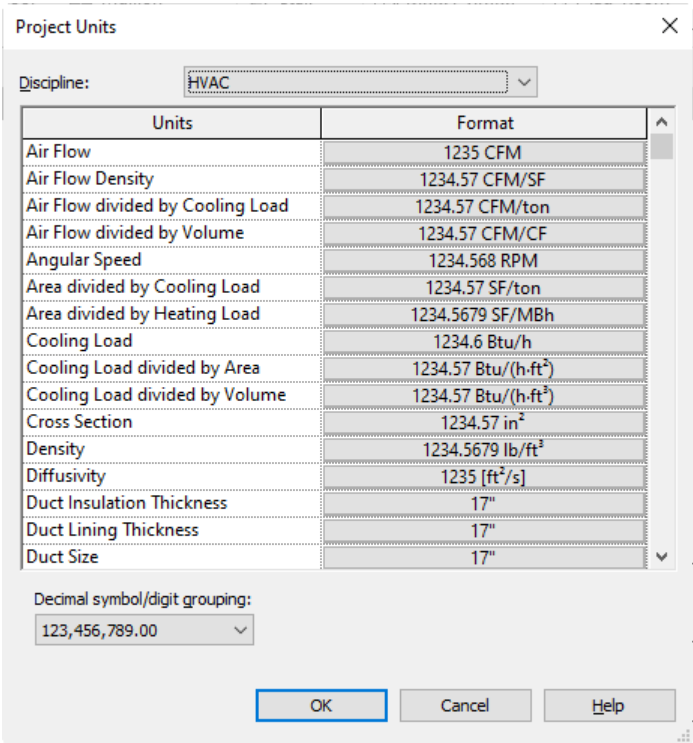 Project Units
Discipline: HVAC
Units Format
Air Flow 1235 CFM
Air Flow Density 1234.57 CFM/SF
Air Flow divided by Cooling Load 1234.57 CFM/ton
Air Flow divided by Volume 1234.57 CFM/CF
Angular Speed 1234.568 RPM
Area divided by Cooling Load 1234.57 SF/ton
Area divided by Heating Load 1234.5679 SF/MBh
Cooling Load 1234.6 Btu/h
Cooling Load divided by Area 1234.57 Btu/(h·ft²)
Cooling Load divided by Volume 1234.57 Btu/(h·ft³)
Cross Section 1234.57 in²
Density 1234.5679 lb/ft³
Diffusivity 1235 [ft²/s]
Duct Insulation Thickness 17"
Duct Lining Thickness 17"
Duct Size 17"
Decimal symbol/digit grouping:
123,456,789.00
OK Cancel Help